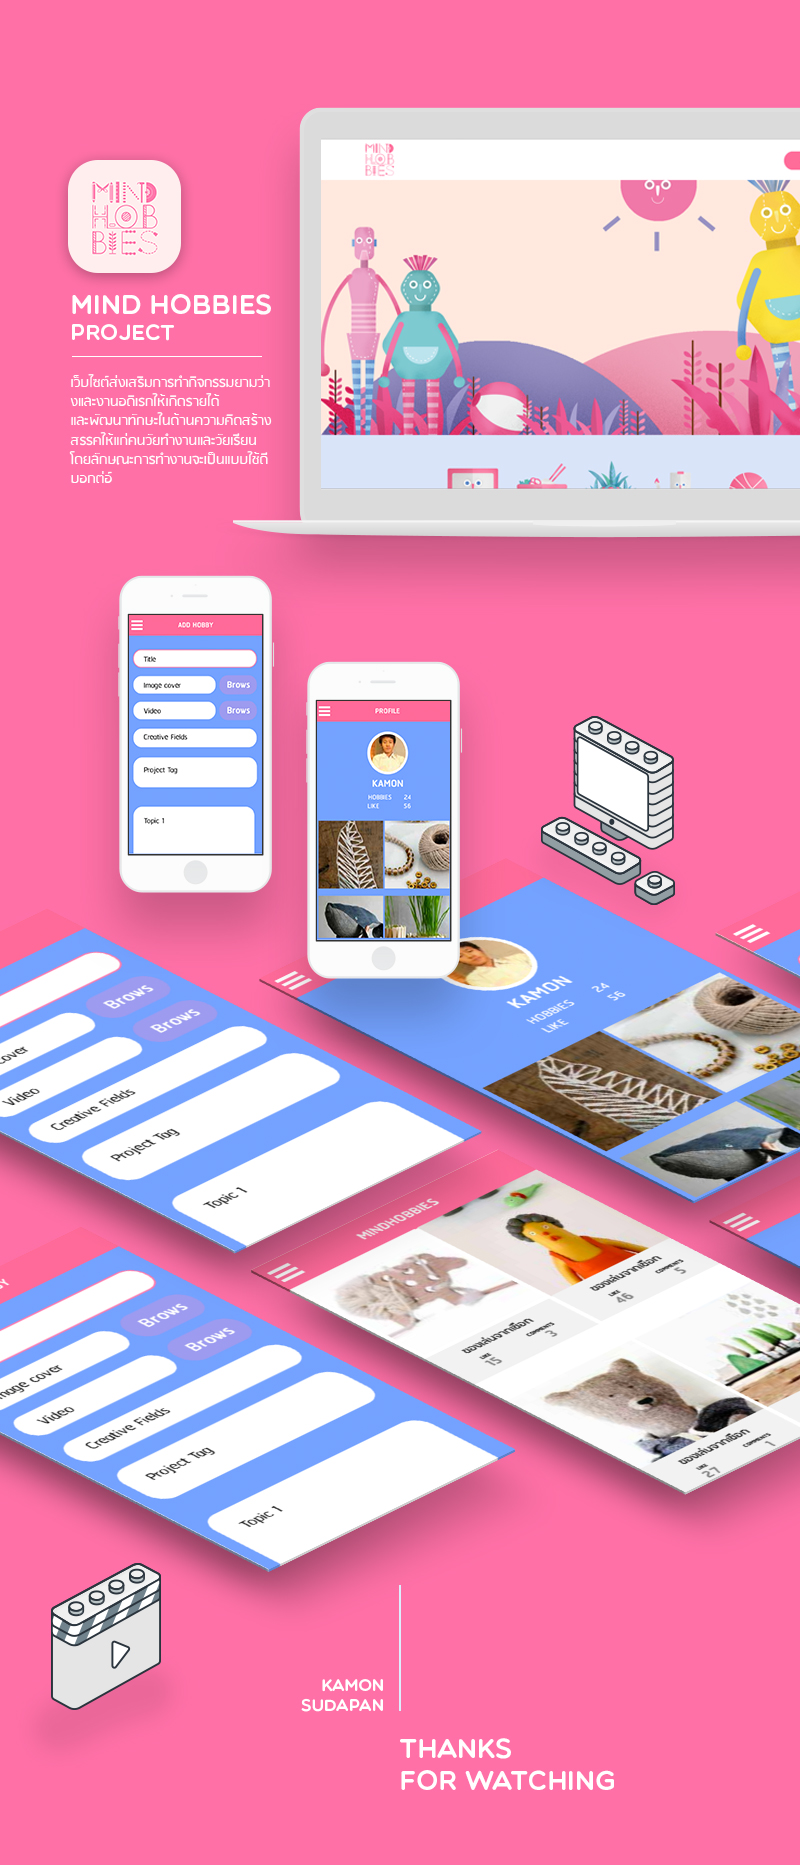 MIND
HOB
BIES
MIND
HOB
BIES
MIND HOBBIES
PROJECT
เว็บไซต์ส่งเสริมการทำกิจกรรมยามว่า
งและงานอดิเรกให้เกิดรายได้
และพัฒนาทักษะในด้านความคิดสร้าง
สรรคให้แก่คนวัยทำงานและวัยเรียน
โดยลักษณะการทำงานจะเป็นแบบใช้ดี
บอกต่อ์
ADD HOBBY
Title
Image cover
Brows
Video
Brows
Creative Fields
Project Tag
Topic 1
PROFILE
KAMON
HOBBIES 24
LIKE 56
Brows
cover
Brows
Video
Creative Fields
Project Tag
Topic 1
KAMON
HOBBIES 24
LIKE 56
MINDHOBBIES
ของเล่นจากเชือก
LIKE COMMENTS
46 5
ของเล่นจากเชือก
LIKE COMMENTS
15 3
ของเล่นจากเชือก
LIKE COMMENTS
27 1
BY
Brows
mage cover
Brows
Video
Creative Fields
Project Tag
Topic 1
KAMON
SUDAPAN
THANKS
FOR WATCHING